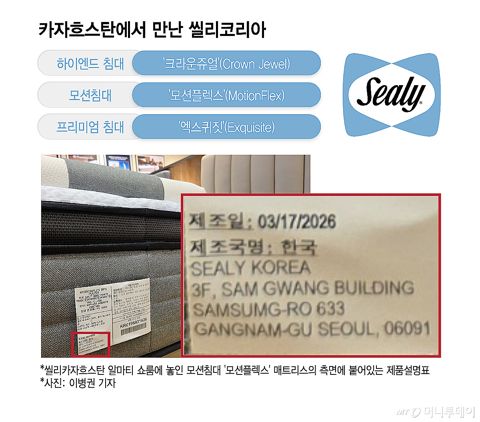 카자흐스탄에서 만난 씰리코리아
하이엔드 침대 '크라운쥬얼'(Crown Jewel)
모션침대 '모션플렉스'(MotionFlex)
프리미엄 침대 '엑스퀴짓'(Exquisite)
Sealy
제조일: 03/17/2026
제조국명: 한국
SEALY KOREA
3F, SAM GWANG BUILDING
SAMSUMG-RO 633
GANGNAM-GU SEOUL, 06091
*씰리카자흐스탄 알마티 쇼룸에 놓인 모션침대 '모션플렉스' 매트리스의 측면에 붙어있는 제품설명표
*사진: 이병권 기자
머니투데이